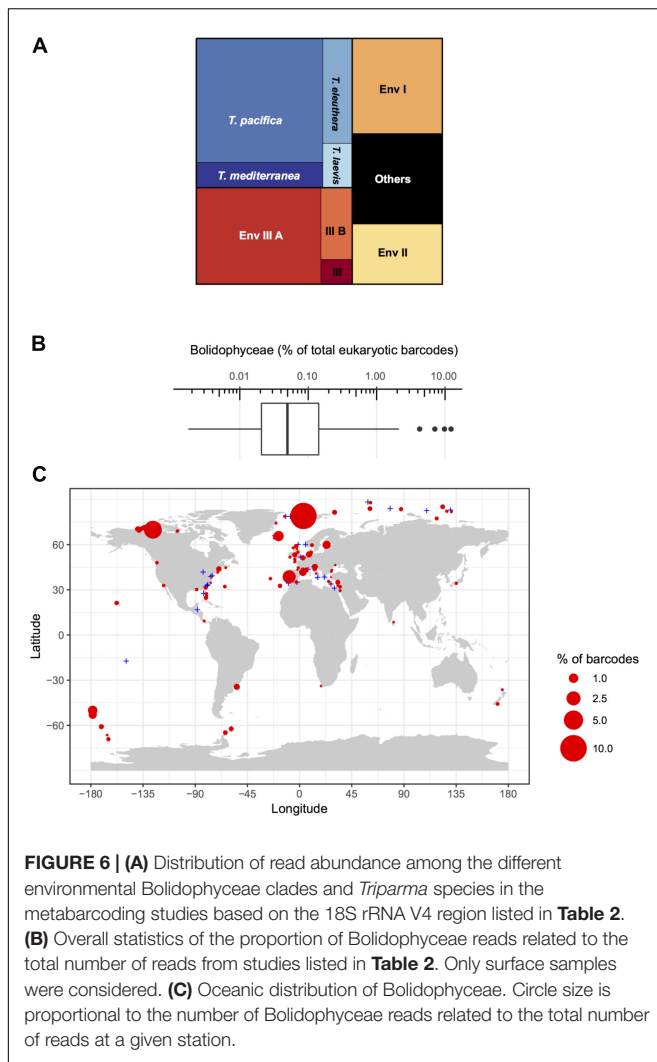 A
T. pacifica
T. eleuthera
Env I
T. laevis
T. mediterranea
Others
Env III A
III B
III
Env II
B
Bolidophyceae (% of total eukaryotic barcodes)
0.01 0.10 1.00 10.00
C
60
30
0
−30
−60
Latitude
−180 −135 −90 −45 0 45 90 135 180
Longitude
% of barcodes
1.0
2.5
5.0
10.0
FIGURE 6 | (A) Distribution of read abundance among the different
environmental Bolidophyceae clades and Triparma species in the
metabarcoding studies based on the 18S rRNA V4 region listed in Table 2.
(B) Overall statistics of the proportion of Bolidophyceae reads related to the
total number of reads from studies listed in Table 2. Only surface samples
were considered. (C) Oceanic distribution of Bolidophyceae. Circle size is
proportional to the number of Bolidophyceae reads related to the total number
of reads at a given station.